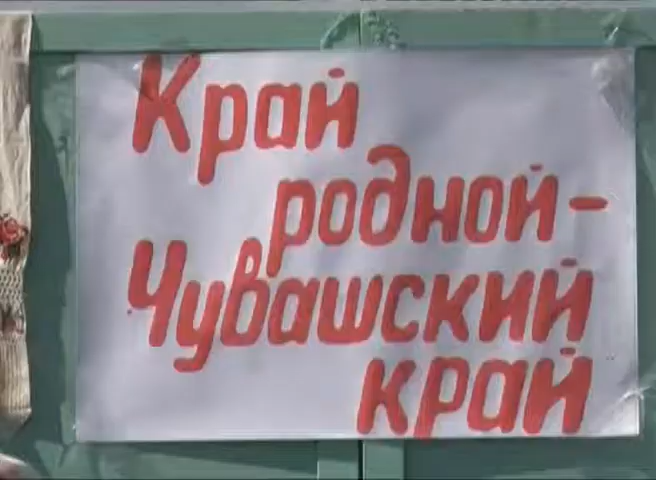 Край
родной-
Чувашский
край